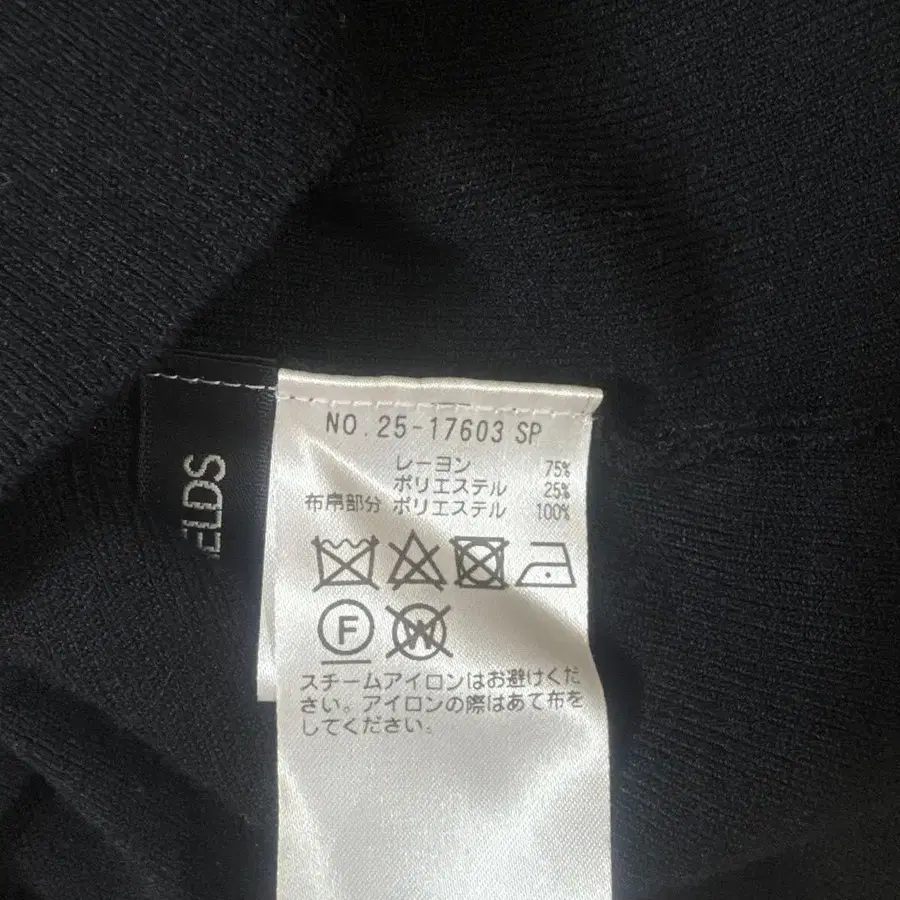 NO.25-17603 SP
レーヨン 75%
ポリエステル 25%
布帛部分 ポリエステル 100%
F
W
スチームアイロンはお避けくだ
さい。アイロンの際はあて布を
してください。
ELDS